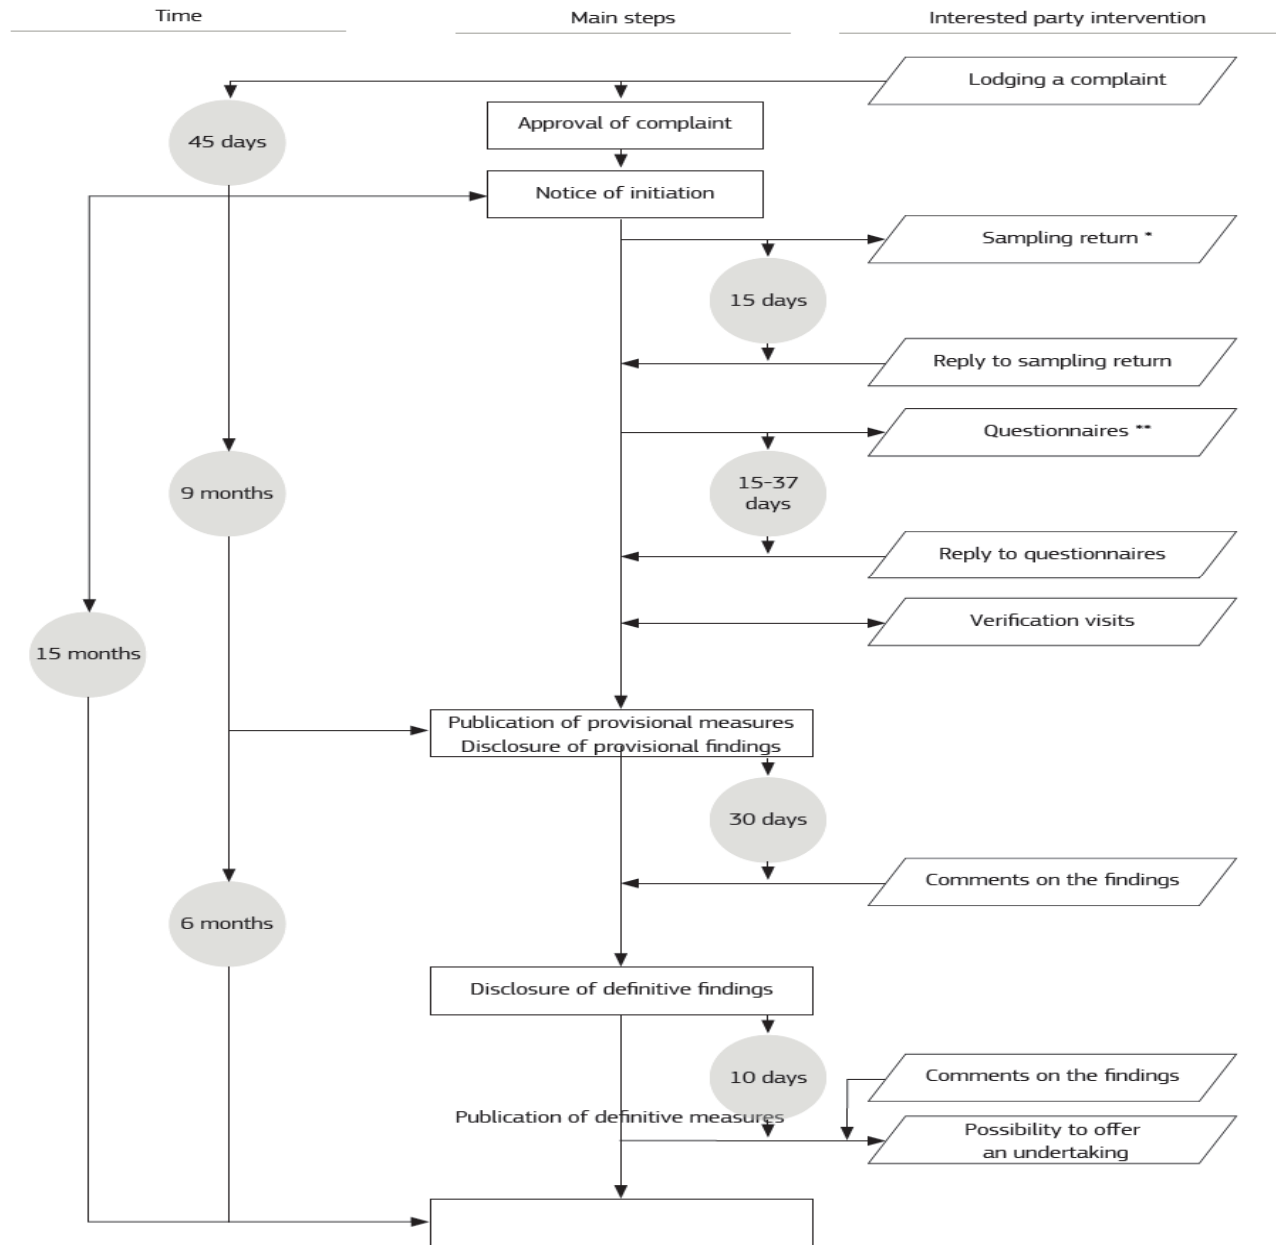 Time
Main steps
Interested party intervention
Lodging a complaint
45 days
Approval of complaint
Notice of initiation
Sampling return *
15 days
Reply to sampling return
Questionnaires **
9 months
15-37
days
Reply to questionnaires
Verification visits
15 months
Publication of provisional measures
Disclosure of provisional findings
30 days
Comments on the findings
6 months
Disclosure of definitive findings
10 days
Comments on the findings
Publication of definitive measures
Possibility to offer
an undertaking